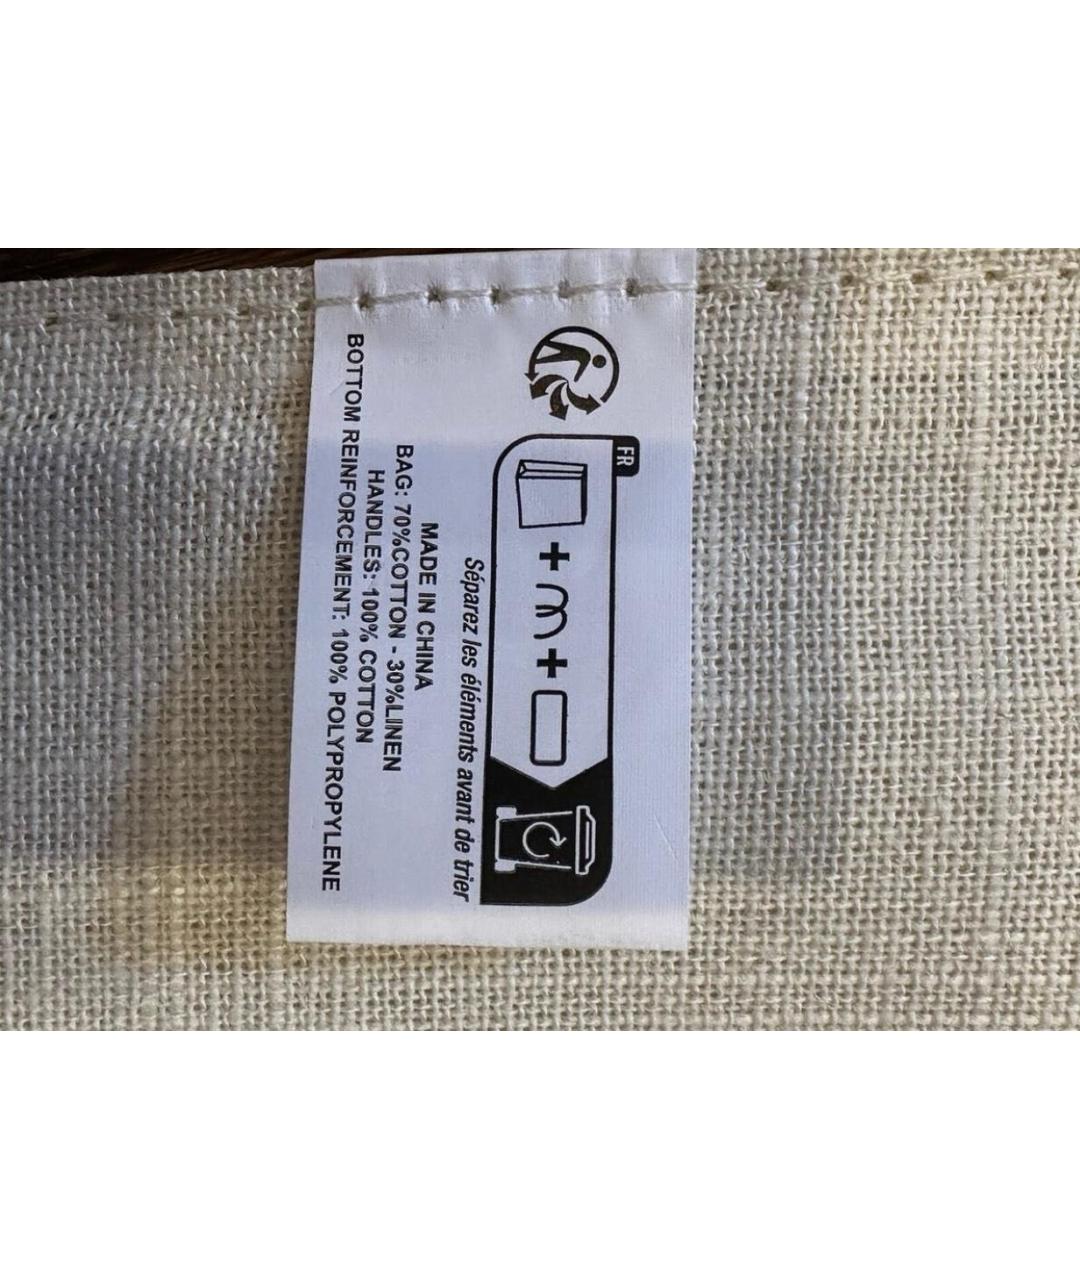 FR
Séparez les éléments avant de trier
MADE IN CHINA
BAG: 70%COTTON - 30%LINEN
HANDLES: 100% COTTON
BOTTOM REINFORCEMENT: 100% POLYPROPYLENE